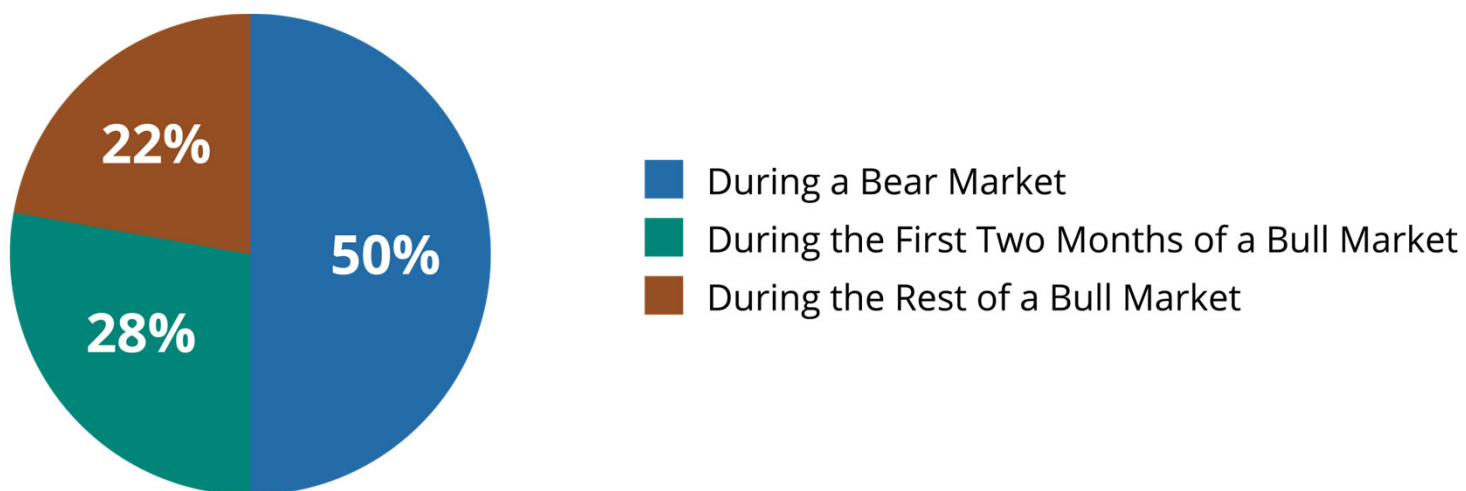 22%
50%
28%
During a Bear Market
During the First Two Months of a Bull Market
During the Rest of a Bull Market